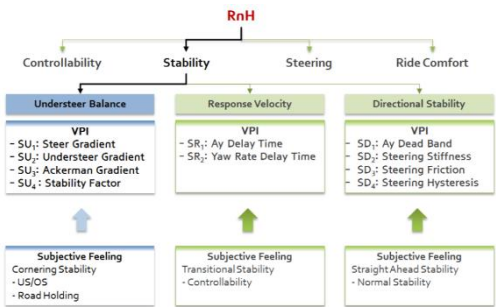 RnH
Controllability
Stability
Steering
Ride Comfort
Understeer Balance
Response Velocity
Directional Stability
VPI
- SU₁: Steer Gradient
- SU₂: Understeer Gradient
- SU₃: Ackerman Gradient
- SU₄: Stability Factor
VPI
- SR₁: Ay Delay Time
- SR₂: Yaw Rate Delay Time
VPI
- SD₁: Ay Dead Band
- SD₂: Steering Stiffness
- SD₃: Steering Friction
- SD₄: Steering Hysteresis
Subjective Feeling
Cornering Stability
- US/OS
- Road Holding
Subjective Feeling
Transitional Stability
- Controllability
Subjective Feeling
Straight Ahead Stability
- Normal Stability